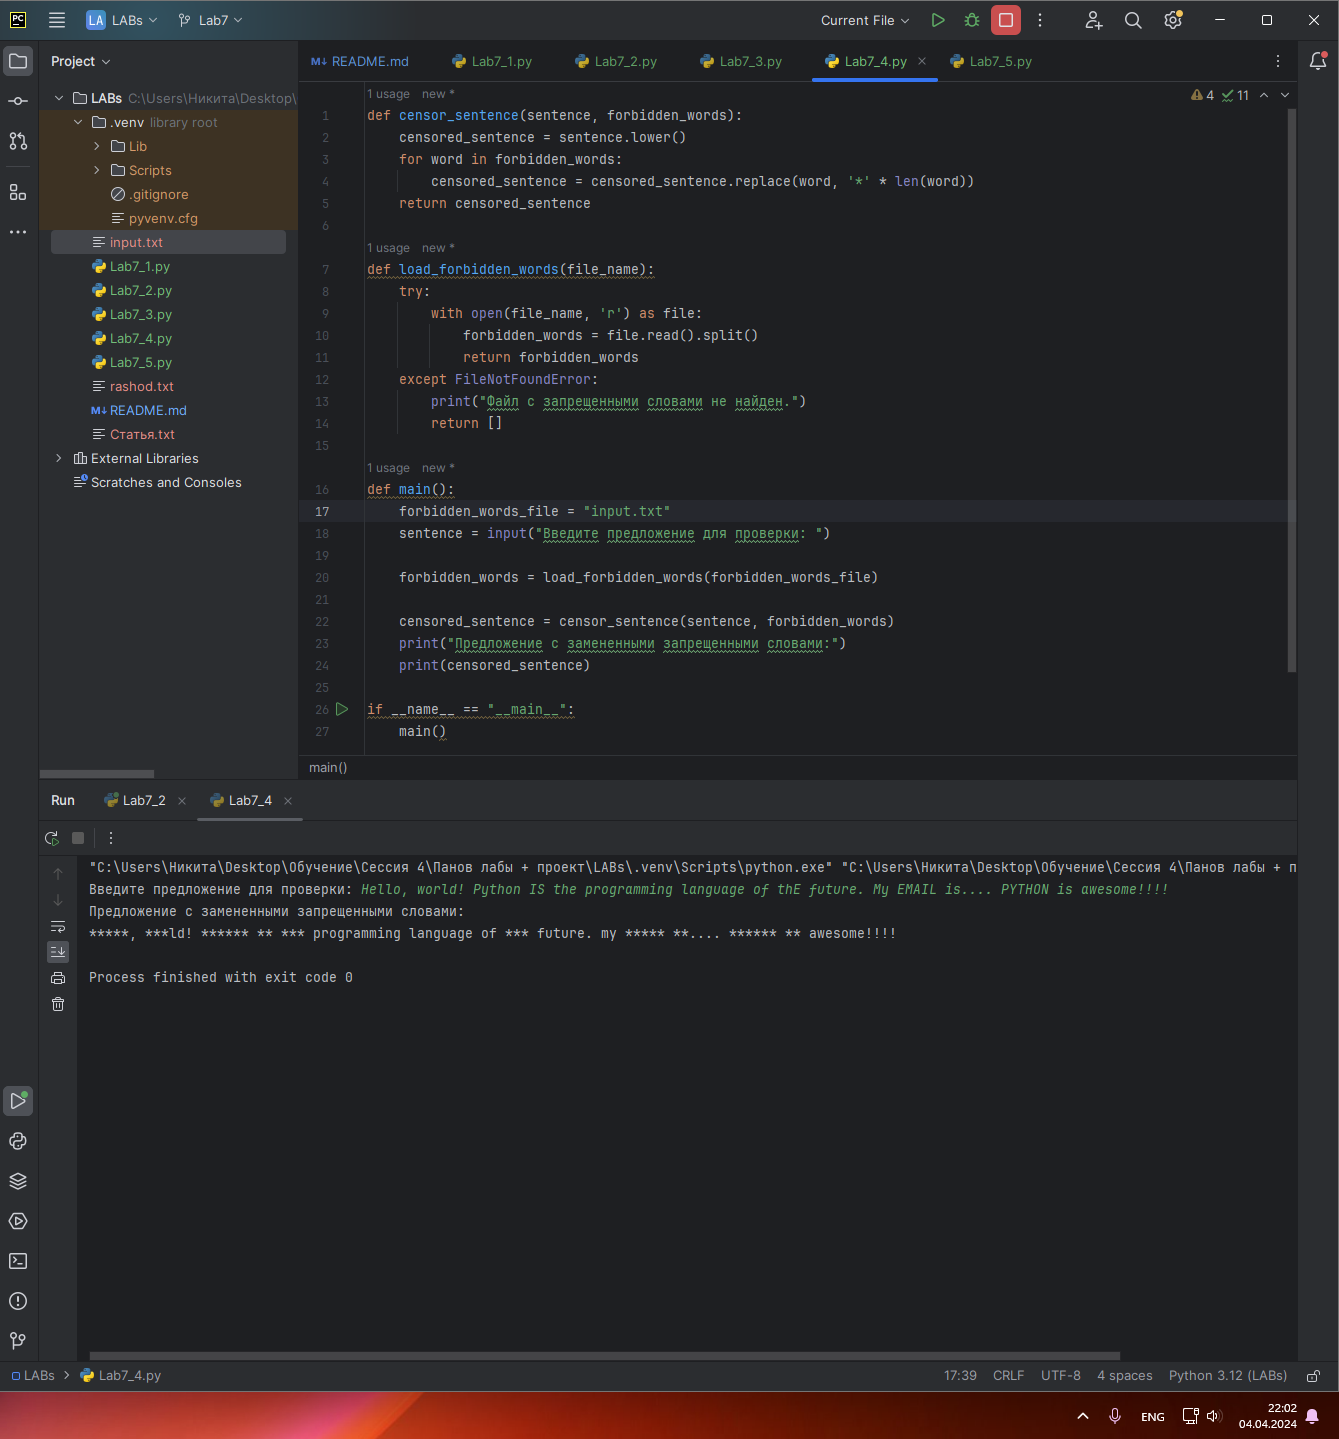 PC LA LABs Lab7 Current File
Project
LABs C:\Users\Никита\Desktop\
.venv library root
Lib
Scripts
.gitignore
pyvenv.cfg
input.txt
Lab7_1.py
Lab7_2.py
Lab7_3.py
Lab7_4.py
Lab7_5.py
rashod.txt
M↓ README.md
Статья.txt
External Libraries
Scratches and Consoles
M↓ README.md Lab7_1.py Lab7_2.py Lab7_3.py Lab7_4.py Lab7_5.py
4 11
1 usage new *
1 def censor_sentence(sentence, forbidden_words):
2 censored_sentence = sentence.lower()
3 for word in forbidden_words:
4 censored_sentence = censored_sentence.replace(word, '*' * len(word))
5 return censored_sentence
6
1 usage new *
7 def load_forbidden_words(file_name):
8 try:
9 with open(file_name, 'r') as file:
10 forbidden_words = file.read().split()
11 return forbidden_words
12 except FileNotFoundError:
13 print("Файл с запрещенными словами не найден.")
14 return []
15
1 usage new *
16 def main():
17 forbidden_words_file = "input.txt"
18 sentence = input("Введите предложение для проверки: ")
19
20 forbidden_words = load_forbidden_words(forbidden_words_file)
21
22 censored_sentence = censor_sentence(sentence, forbidden_words)
23 print("Предложение с замененными запрещенными словами:")
24 print(censored_sentence)
25
26 if __name__ == "__main__":
27 main()
main()
Run Lab7_2 Lab7_4
"C:\Users\Никита\Desktop\Обучение\Сессия 4\Панов лабы + проект\LABs\.venv\Scripts\python.exe" "C:\Users\Никита\Desktop\Обучение\Сессия 4\Панов лабы + п
Введите предложение для проверки: Hello, world! Python IS the programming language of thE future. My EMAIL is.... PYTHON is awesome!!!!
Предложение с замененными запрещенными словами:
*****, ***ld! ****** ** *** programming language of *** future. my ***** **.... ****** ** awesome!!!!
Process finished with exit code 0
LABs Lab7_4.py 17:39 CRLF UTF-8 4 spaces Python 3.12 (LABs)
ENG 22:02
04.04.2024